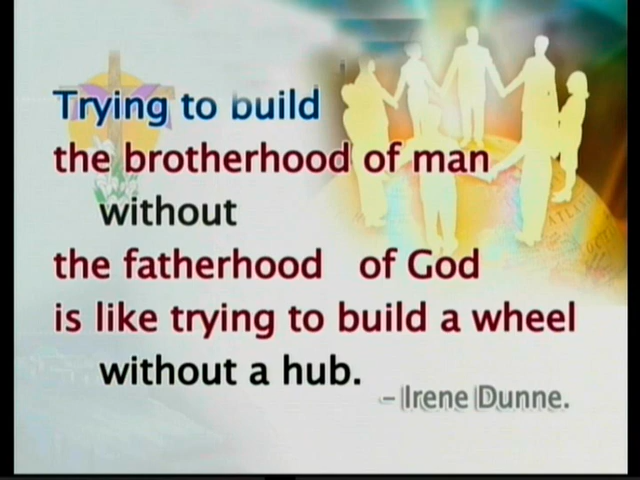 Trying to build
the brotherhood of man
without
the fatherhood of God
is like trying to build a wheel
without a hub.
– Irene Dunne.